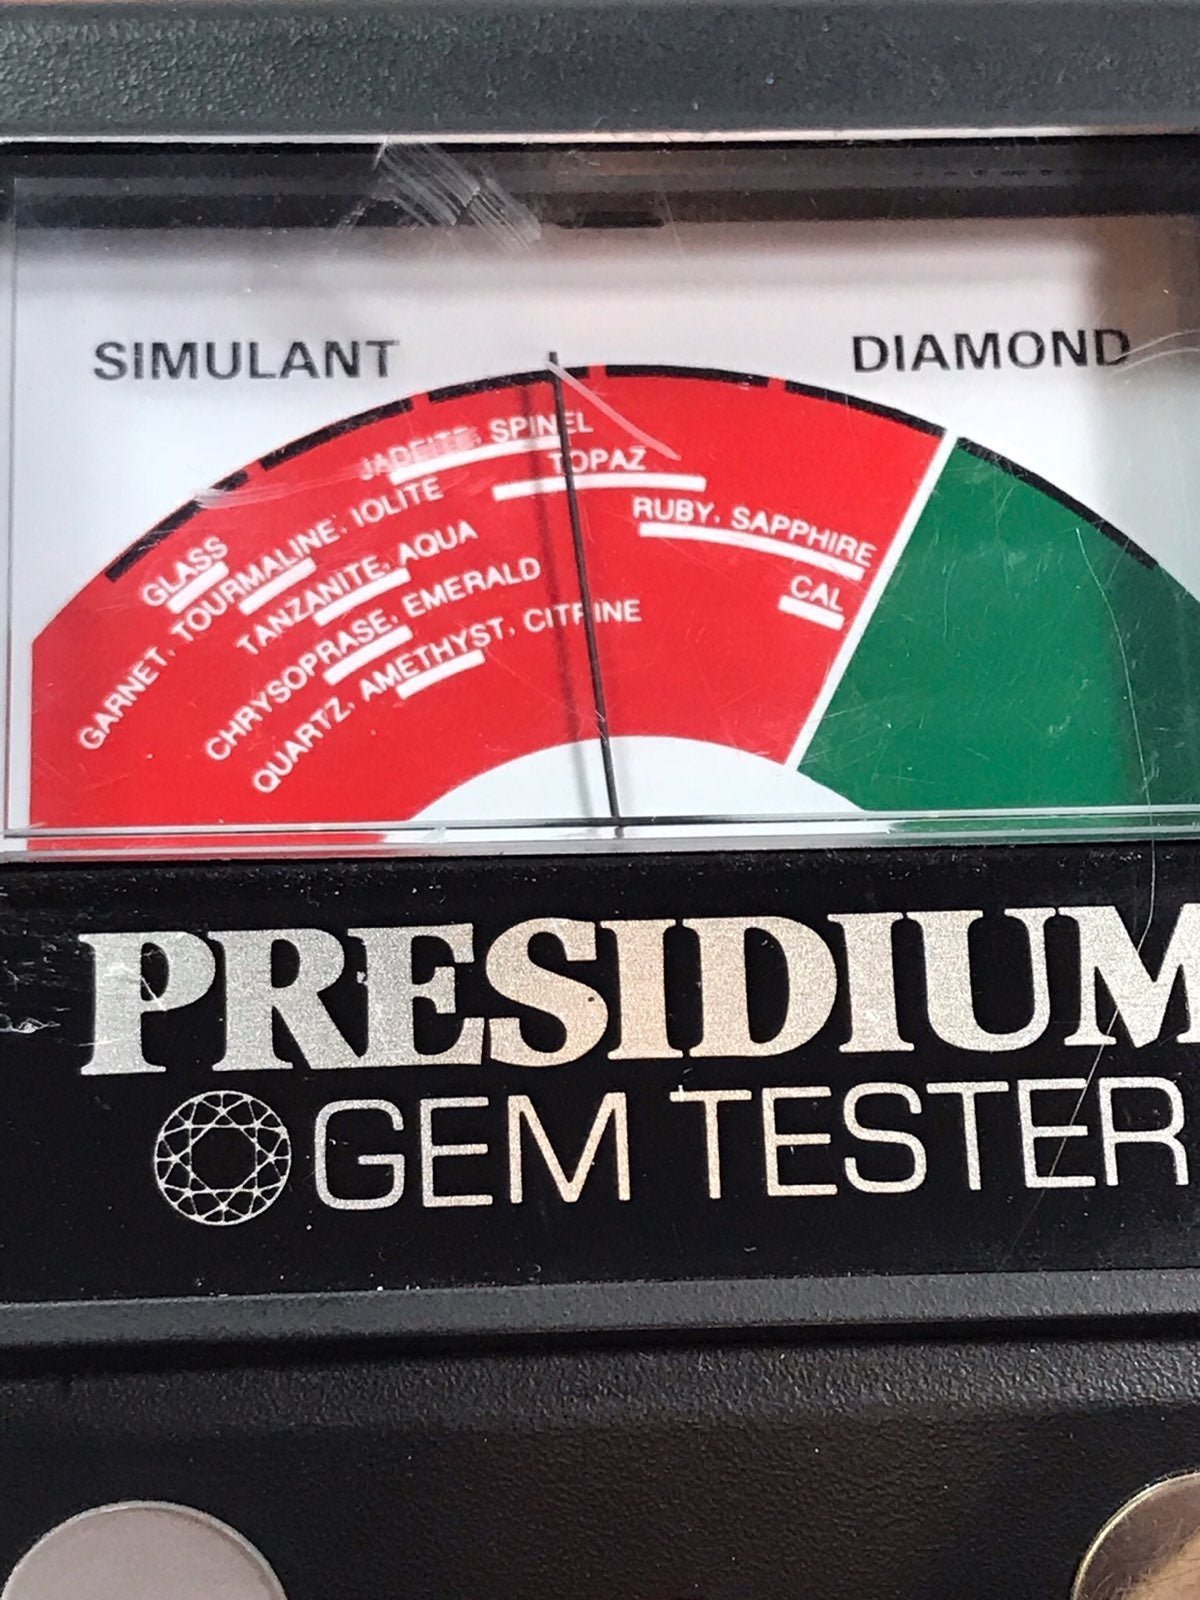 SIMULANT
DIAMOND
JADEITE, SPINEL
TOPAZ
RUBY, SAPPHIRE
CAL
GLASS
GARNET, TOURMALINE, IOLITE
TANZANITE, AQUA
CHRYSOPRASE, EMERALD
QUARTZ, AMETHYST, CITRINE
PRESIDIUM
GEM TESTER